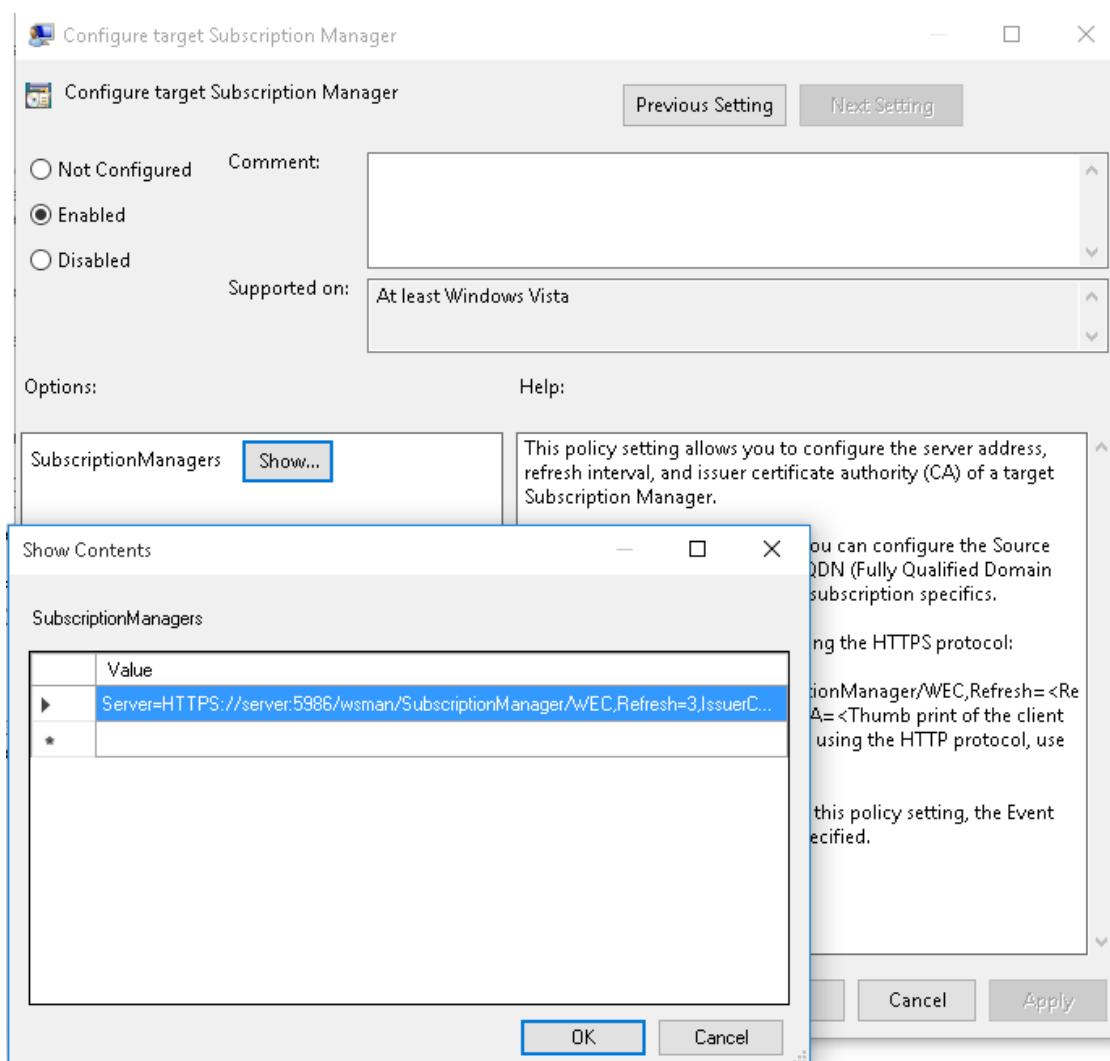 Configure target Subscription Manager
Configure target Subscription Manager
Previous Setting
Next Setting
Not Configured
Comment:
Enabled
Disabled
Supported on:
At least Windows Vista
Options:
Help:
SubscriptionManagers
Show...
This policy setting allows you to configure the server address,
refresh interval, and issuer certificate authority (CA) of a target
Subscription Manager.
ou can configure the Source
QDN (Fully Qualified Domain
subscription specifics.
ng the HTTPS protocol:
ionManager/WEC,Refresh=<Re
A=<Thumb print of the client
using the HTTP protocol, use
this policy setting, the Event
ecified.
Cancel
Apply
Show Contents
SubscriptionManagers
Value
Server=HTTPS://server:5986/wsman/SubscriptionManager/WEC,Refresh=3,IssuerC...
OK
Cancel